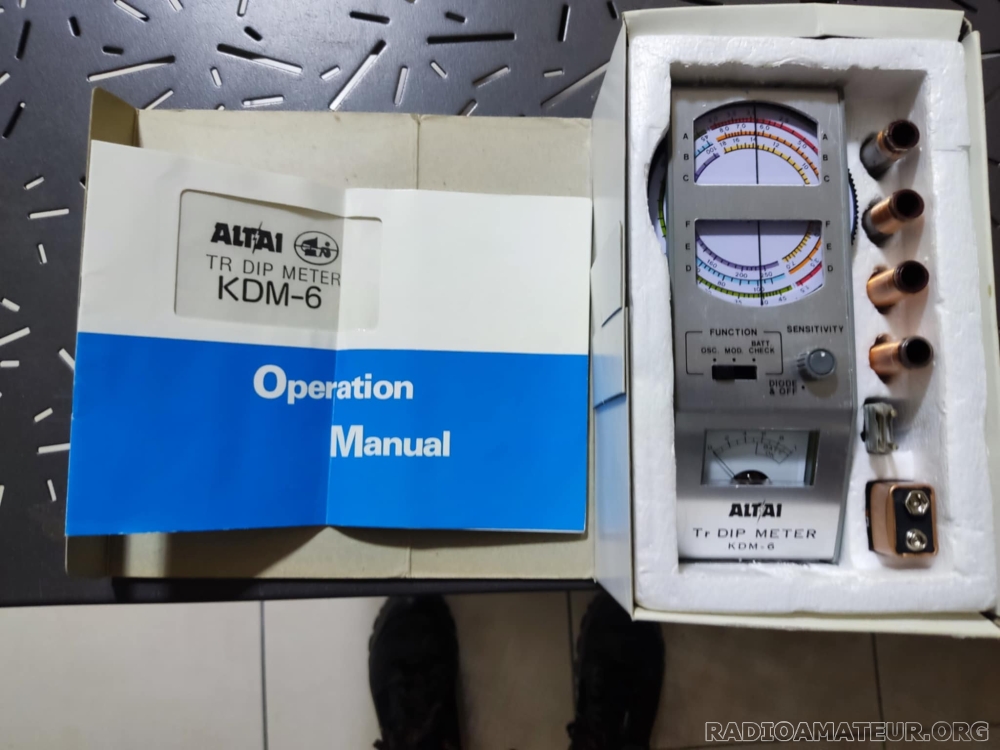 ALTAI
TR DIP METER
KDM-6
Operation
Manual
A
B
C
A
B
C
F
E
D
F
E
D
FUNCTION
SENSITIVITY
OSC. MOD. BATT. CHECK
DIODE
& OFF
ALTAI
Tr DIP METER
KDM-6
RADIOAMATEUR.ORG